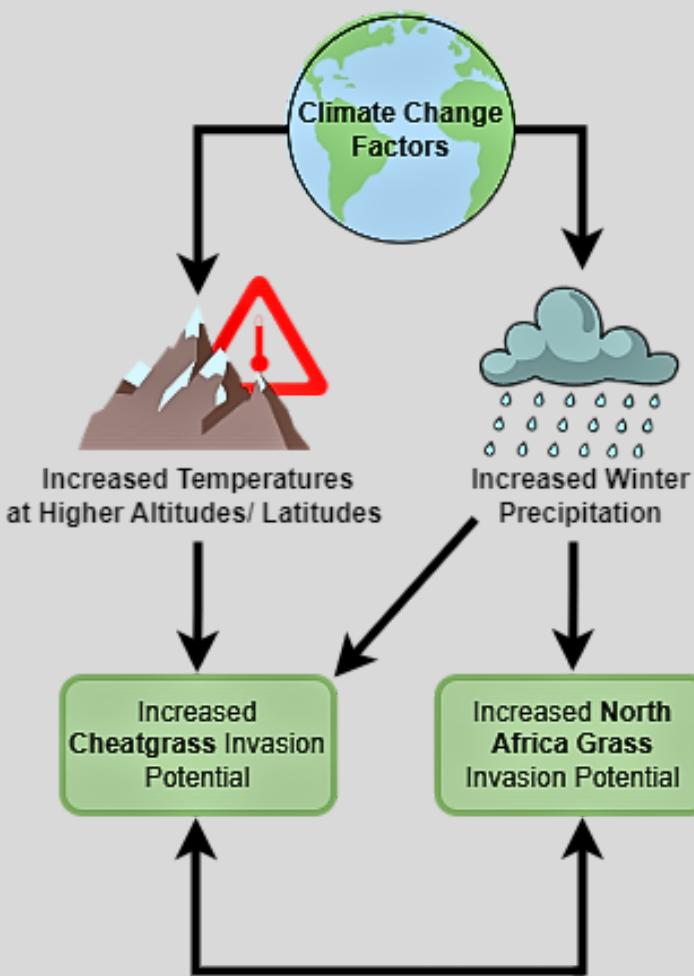 Climate Change
Factors
Increased Temperatures
at Higher Altitudes/ Latitudes
Increased Winter
Precipitation
Increased
Cheatgrass Invasion
Potential
Increased North
Africa Grass
Invasion Potential